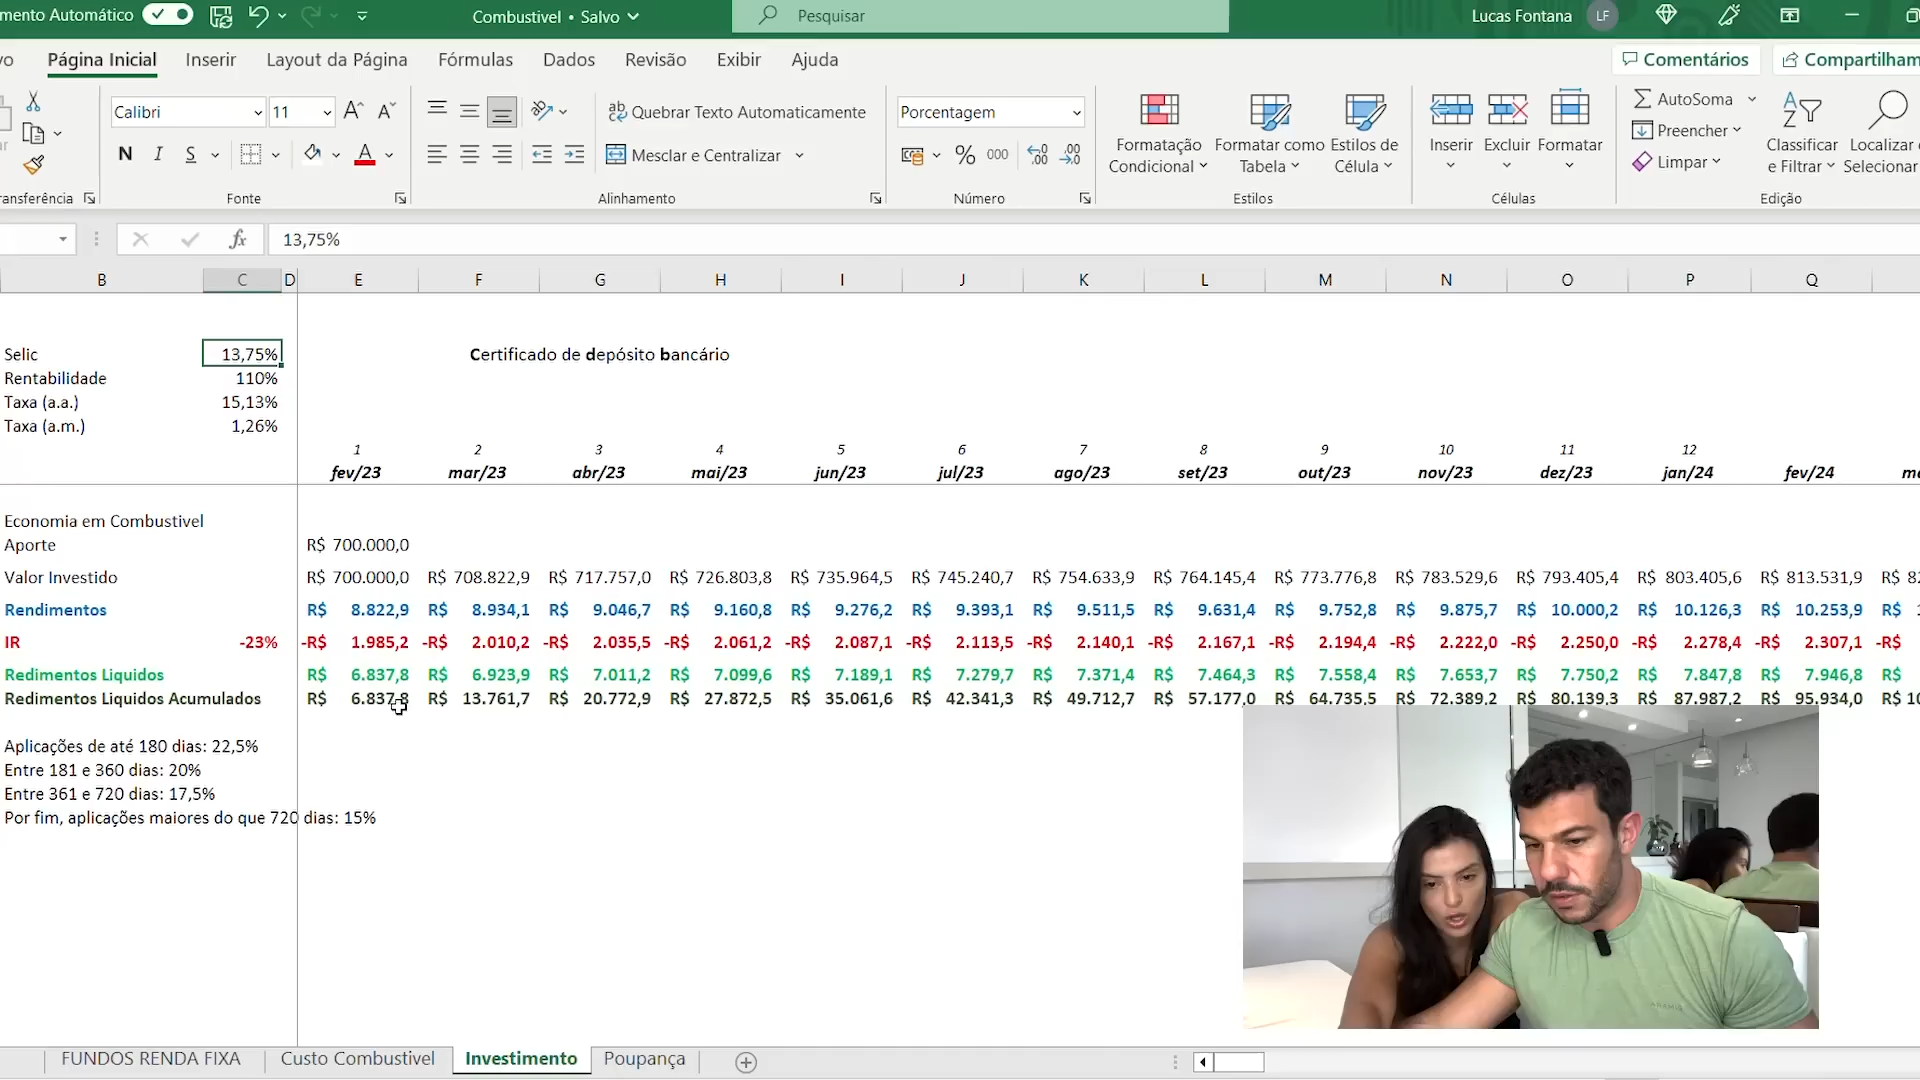 mento Automático
Combustivel • Salvo
Pesquisar
Lucas Fontana LF
vo Página Inicial Inserir Layout da Página Fórmulas Dados Revisão Exibir Ajuda
Comentários Compartilham
Calibri 11 A A ab Quebrar Texto Automaticamente Porcentagem
N I S A Mesclar e Centralizar % 000
Formatação Condicional
Formatar como Tabela
Estilos de Célula
Inserir Excluir Formatar
AutoSoma
Preencher
Limpar
Classificar e Filtrar
Localizar Selecionar
ansferência Fonte Alinhamento Número Estilos Células Edição
fx 13,75%
B C D E F G H I J K L M N O P Q
Selic 13,75% Certificado de depósito bancário
Rentabilidade 110%
Taxa (a.a.) 15,13%
Taxa (a.m.) 1,26%
1 2 3 4 5 6 7 8 9 10 11 12
fev/23 mar/23 abr/23 mai/23 jun/23 jul/23 ago/23 set/23 out/23 nov/23 dez/23 jan/24 fev/24 ma
Economia em Combustivel
Aporte R$ 700.000,0
Valor Investido R$ 700.000,0 R$ 708.822,9 R$ 717.757,0 R$ 726.803,8 R$ 735.964,5 R$ 745.240,7 R$ 754.633,9 R$ 764.145,4 R$ 773.776,8 R$ 783.529,6 R$ 793.405,4 R$ 803.405,6 R$ 813.531,9 R$ 82
Rendimentos R$ 8.822,9 R$ 8.934,1 R$ 9.046,7 R$ 9.160,8 R$ 9.276,2 R$ 9.393,1 R$ 9.511,5 R$ 9.631,4 R$ 9.752,8 R$ 9.875,7 R$ 10.000,2 R$ 10.126,3 R$ 10.253,9 R$
IR -23% -R$ 1.985,2 -R$ 2.010,2 -R$ 2.035,5 -R$ 2.061,2 -R$ 2.087,1 -R$ 2.113,5 -R$ 2.140,1 -R$ 2.167,1 -R$ 2.194,4 -R$ 2.222,0 -R$ 2.250,0 -R$ 2.278,4 -R$ 2.307,1 -R$
Redimentos Liquidos R$ 6.837,8 R$ 6.923,9 R$ 7.011,2 R$ 7.099,6 R$ 7.189,1 R$ 7.279,7 R$ 7.371,4 R$ 7.464,3 R$ 7.558,4 R$ 7.653,7 R$ 7.750,2 R$ 7.847,8 R$ 7.946,8 R$
Redimentos Liquidos Acumulados R$ 6.837,8 R$ 13.761,7 R$ 20.772,9 R$ 27.872,5 R$ 35.061,6 R$ 42.341,3 R$ 49.712,7 R$ 57.177,0 R$ 64.735,5 R$ 72.389,2 R$ 80.139,3 R$ 87.987,2 R$ 95.934,0 R$ 10
Aplicações de até 180 dias: 22,5%
Entre 181 e 360 dias: 20%
Entre 361 e 720 dias: 17,5%
Por fim, aplicações maiores do que 720 dias: 15%
FUNDOS RENDA FIXA Custo Combustivel Investimento Poupança